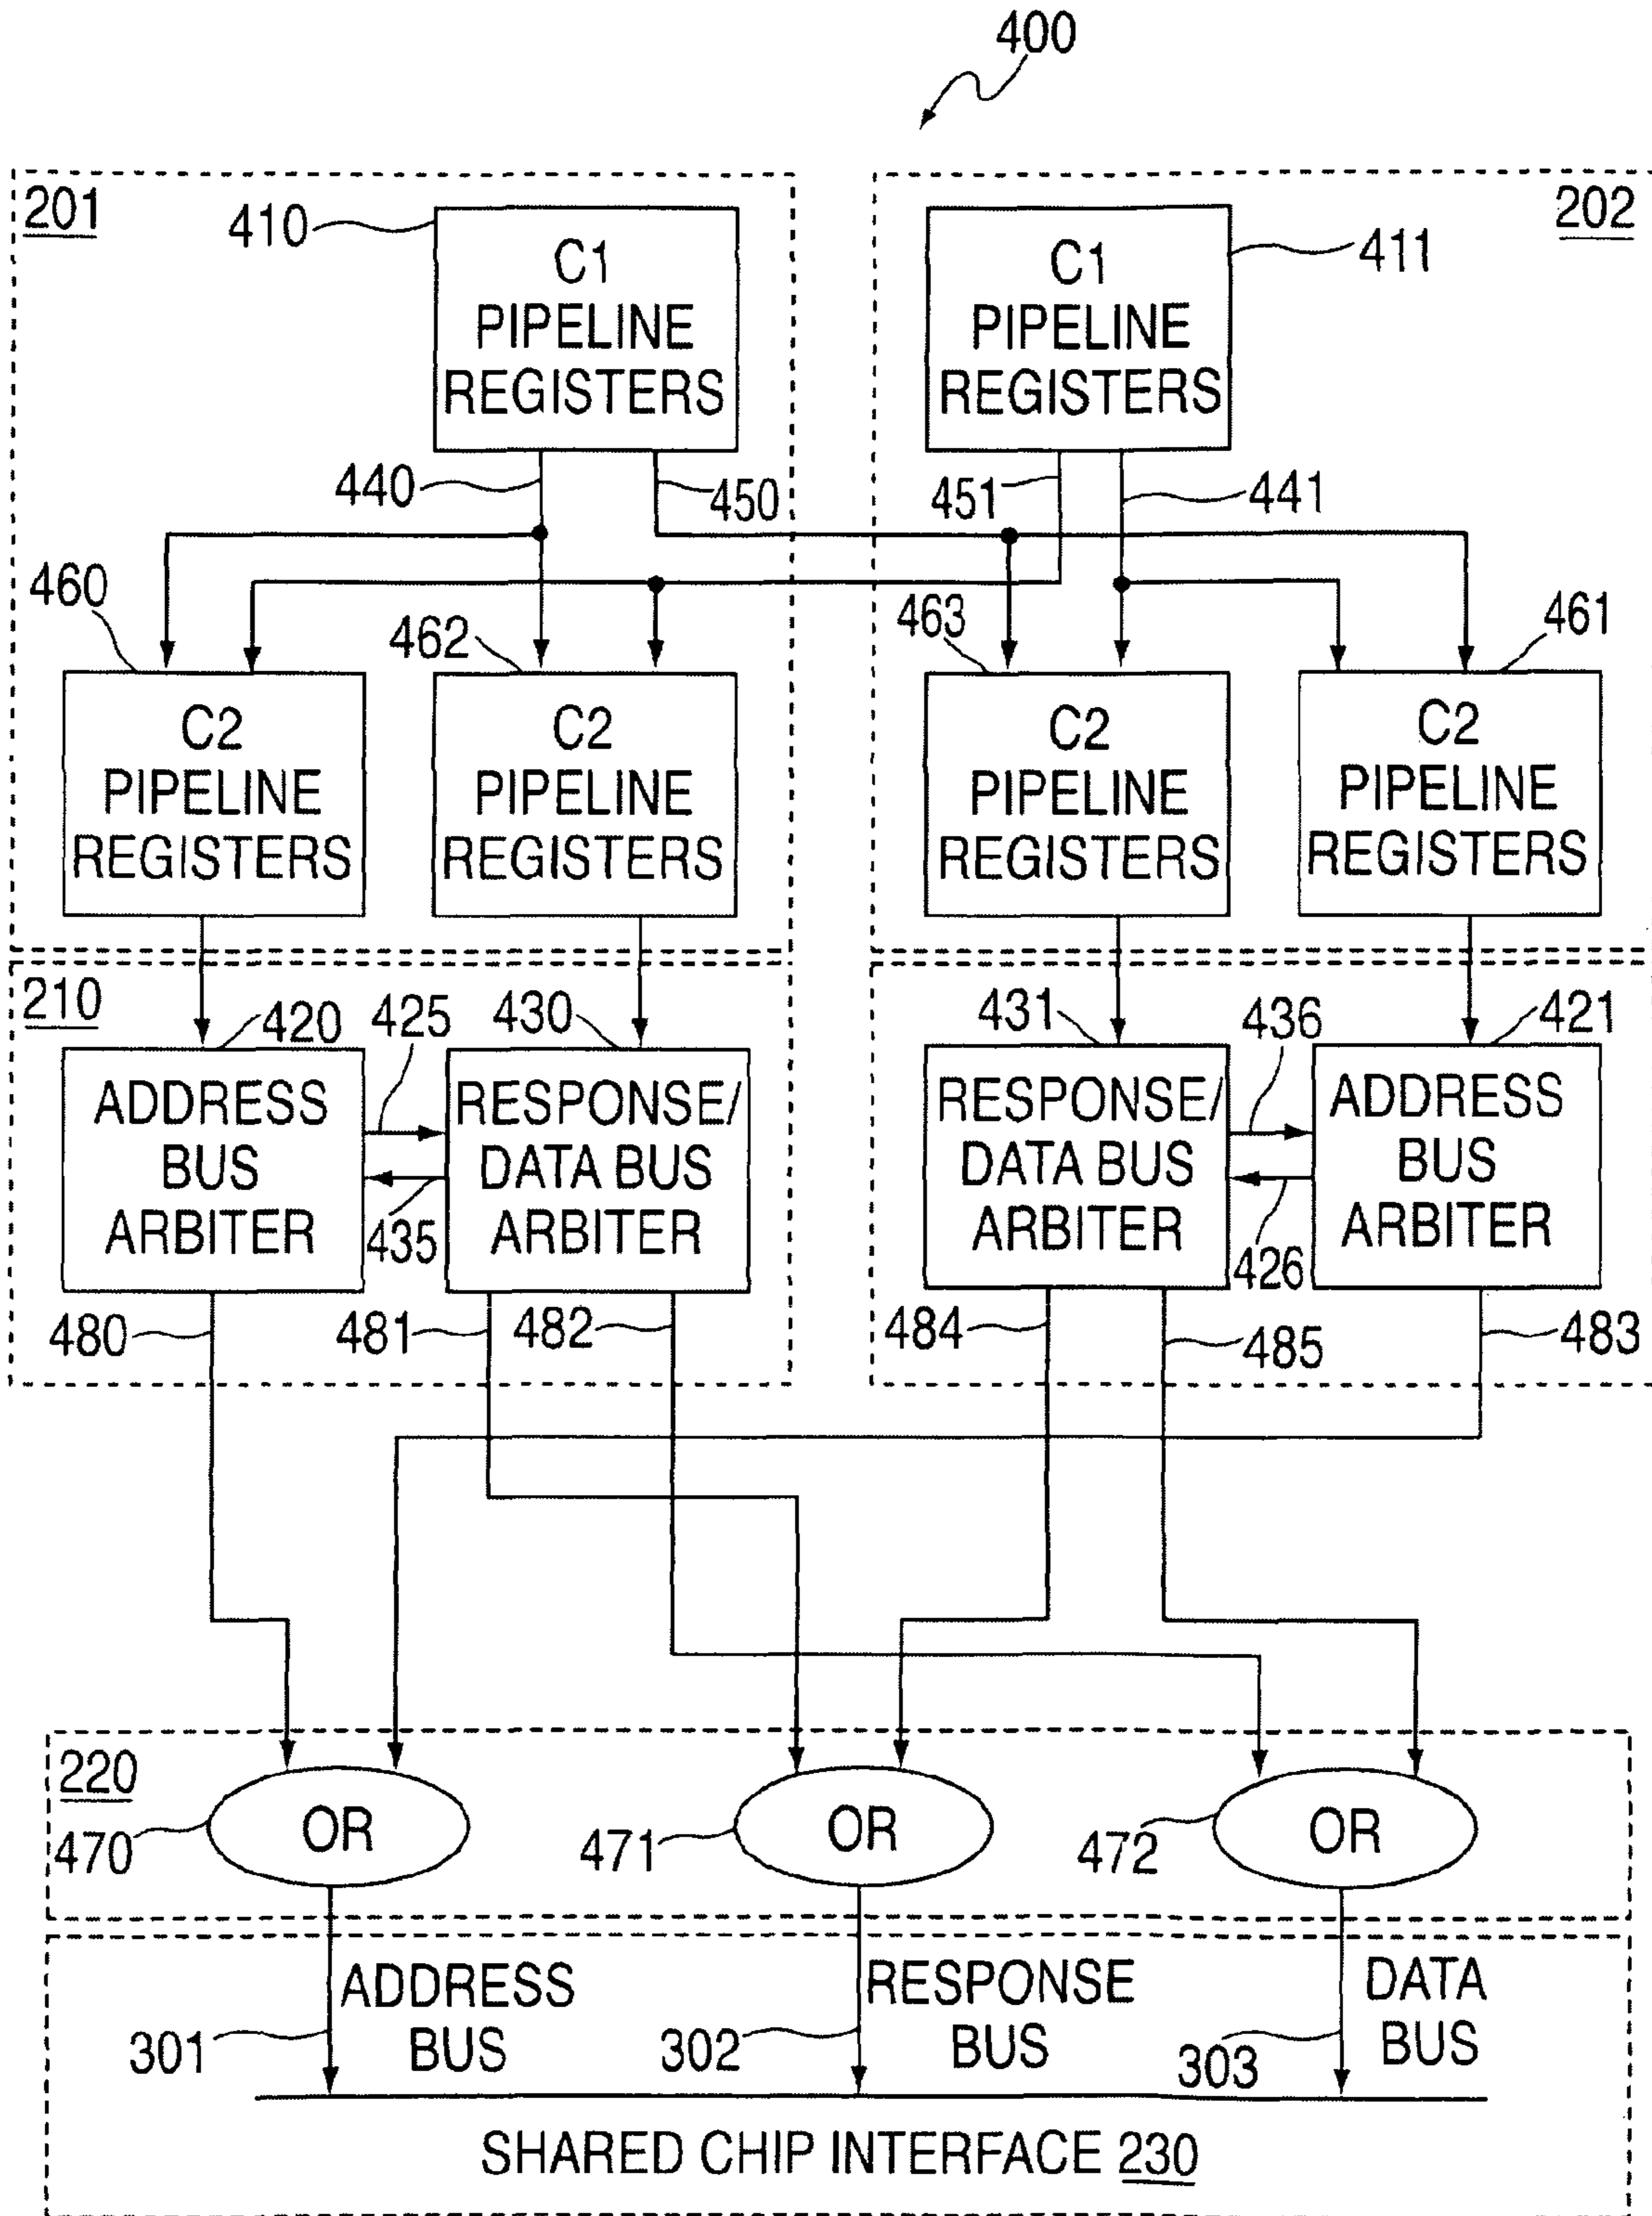 400
201
410
C1
PIPELINE
REGISTERS
C1
PIPELINE
REGISTERS
411
202
440
450
451
441
460
462
463
461
C2
PIPELINE
REGISTERS
C2
PIPELINE
REGISTERS
C2
PIPELINE
REGISTERS
C2
PIPELINE
REGISTERS
210
420
425
430
431
436
421
ADDRESS
BUS
ARBITER
RESPONSE/
DATA BUS
ARBITER
RESPONSE/
DATA BUS
ARBITER
ADDRESS
BUS
ARBITER
435
426
480
481
482
484
485
483
220
470
OR
471
OR
472
OR
301
ADDRESS
BUS
302
RESPONSE
BUS
303
DATA
BUS
SHARED CHIP INTERFACE 230